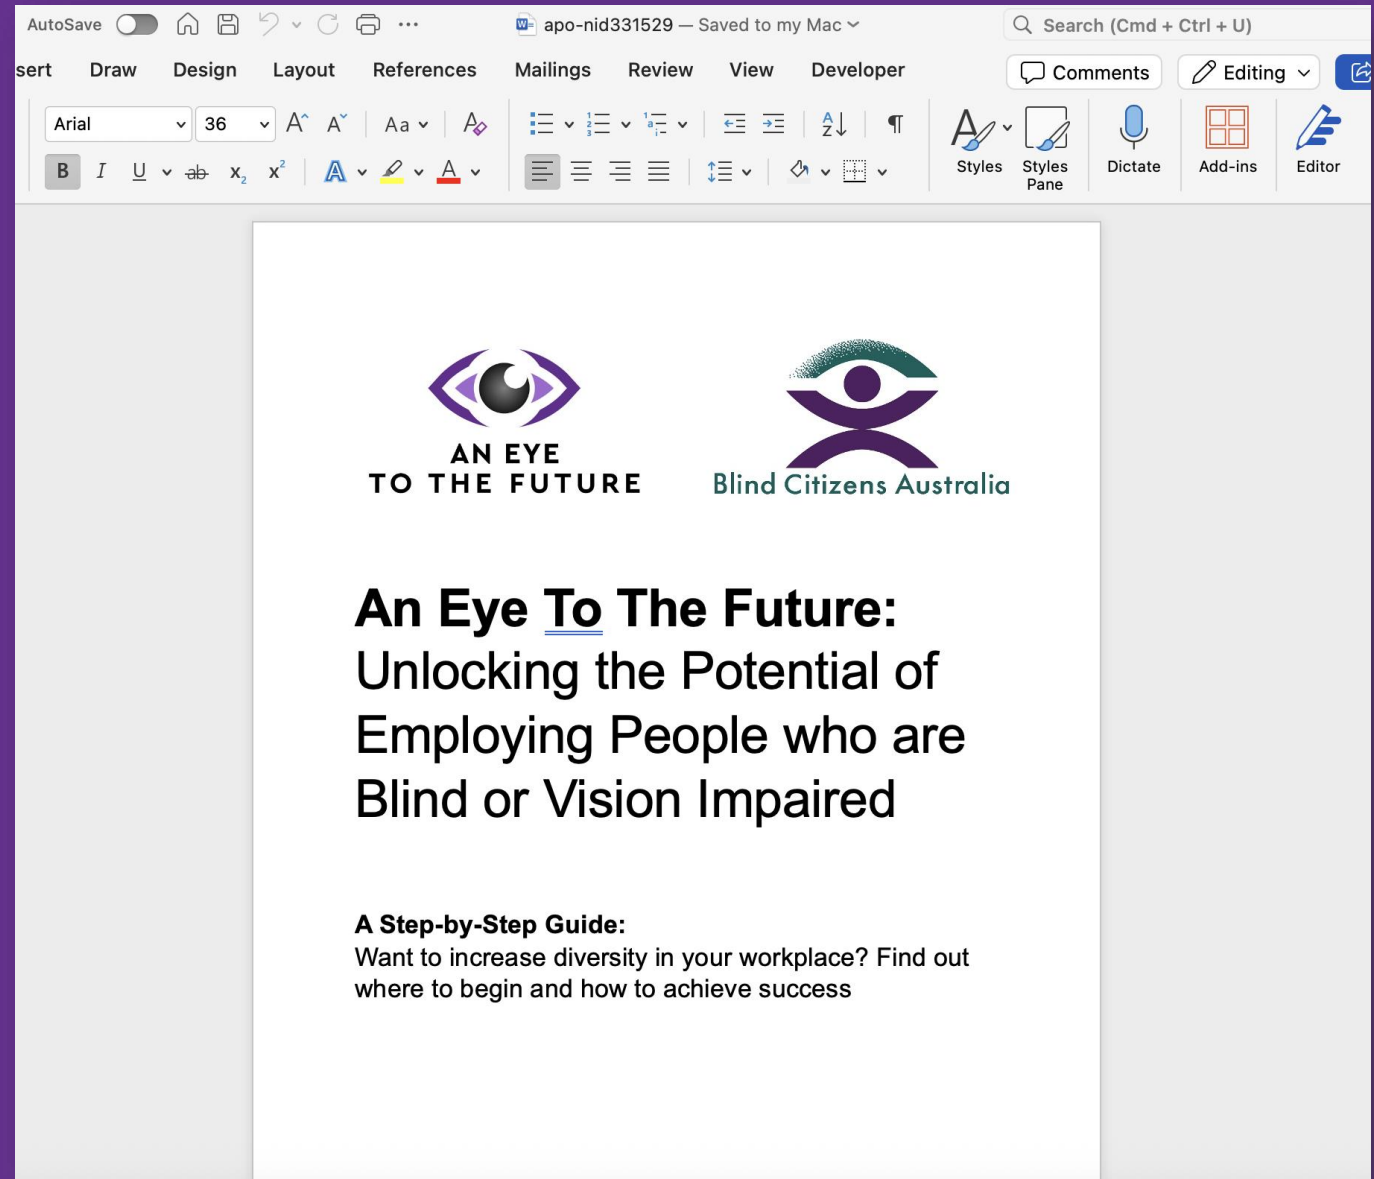 AutoSave
apo-nid331529 — Saved to my Mac
Search (Cmd + Ctrl + U)
sert Draw Design Layout References Mailings Review View Developer
Comments Editing
Arial 36
Styles Styles Pane Dictate Add-ins Editor
AN EYE
TO THE FUTURE
Blind Citizens Australia
An Eye To The Future:
Unlocking the Potential of
Employing People who are
Blind or Vision Impaired
A Step-by-Step Guide:
Want to increase diversity in your workplace? Find out
where to begin and how to achieve success